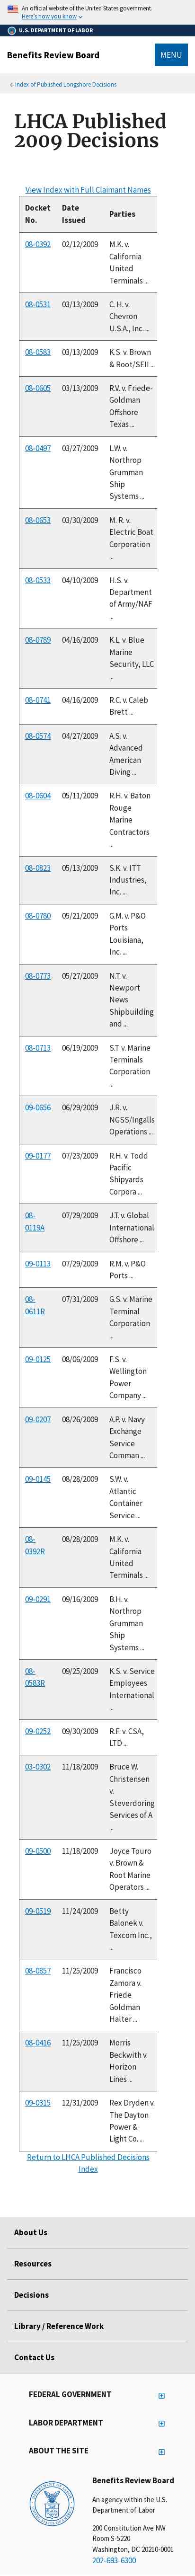 An official website of the United States government.
Here's how you know
U.S. DEPARTMENT OF LABOR
Benefits Review Board
MENU
Index of Published Longshore Decisions
LHCA Published
2009 Decisions
View Index with Full Claimant Names
Docket No. Date Issued Parties
08-0392 02/12/2009 M.K. v. California United Terminals ...
08-0531 03/13/2009 C. H. v. Chevron U.S.A., Inc. ...
08-0583 03/13/2009 K.S. v. Brown & Root/SEII ...
08-0605 03/13/2009 R.V. v. Friede-Goldman Offshore Texas ...
08-0497 03/27/2009 L.W. v. Northrop Grumman Ship Systems ...
08-0653 03/30/2009 M. R. v. Electric Boat Corporation ...
08-0533 04/10/2009 H.S. v. Department of Army/NAF ...
08-0789 04/16/2009 K.L. v. Blue Marine Security, LLC ...
08-0741 04/16/2009 R.C. v. Caleb Brett ...
08-0574 04/27/2009 A.S. v. Advanced American Diving ...
08-0604 05/11/2009 R.H. v. Baton Rouge Marine Contractors ...
08-0823 05/13/2009 S.K. v. ITT Industries, Inc. ...
08-0780 05/21/2009 G.M. v. P&O Ports Louisiana, Inc. ...
08-0773 05/27/2009 N.T. v. Newport News Shipbuilding and ...
08-0713 06/19/2009 S.T. v. Marine Terminals Corporation ...
09-0656 06/29/2009 J.R. v. NGSS/Ingalls Operations ...
09-0177 07/23/2009 R.H. v. Todd Pacific Shipyards Corpora ...
08-0119A 07/29/2009 J.T. v. Global International Offshore ...
09-0113 07/29/2009 R.M. v. P&O Ports ...
08-0611R 07/31/2009 G.S. v. Marine Terminal Corporation ...
09-0125 08/06/2009 F.S. v. Wellington Power Company ...
09-0207 08/26/2009 A.P. v. Navy Exchange Service Comman ...
09-0145 08/28/2009 S.W. v. Atlantic Container Service ...
08-0392R 08/28/2009 M.K. v. California United Terminals ...
09-0291 09/16/2009 B.H. v. Northrop Grumman Ship Systems ...
08-0583R 09/25/2009 K.S. v. Service Employees International ...
09-0252 09/30/2009 R.F. v. CSA, LTD ...
03-0302 11/18/2009 Bruce W. Christensen v. Steverdoring Services of A ...
09-0500 11/18/2009 Joyce Touro v. Brown & Root Marine Operators ...
09-0519 11/24/2009 Betty Balonek v. Texcom Inc., ...
08-0857 11/25/2009 Francisco Zamora v. Friede Goldman Halter ...
08-0416 11/25/2009 Morris Beckwith v. Horizon Lines ...
09-0315 12/31/2009 Rex Dryden v. The Dayton Power & Light Co. ...
Return to LHCA Published Decisions
Index
About Us
Resources
Decisions
Library / Reference Work
Contact Us
FEDERAL GOVERNMENT
LABOR DEPARTMENT
ABOUT THE SITE
Benefits Review Board
An agency within the U.S.
Department of Labor
200 Constitution Ave NW
Room S-5220
Washington, DC 20210-0001
202-693-6300